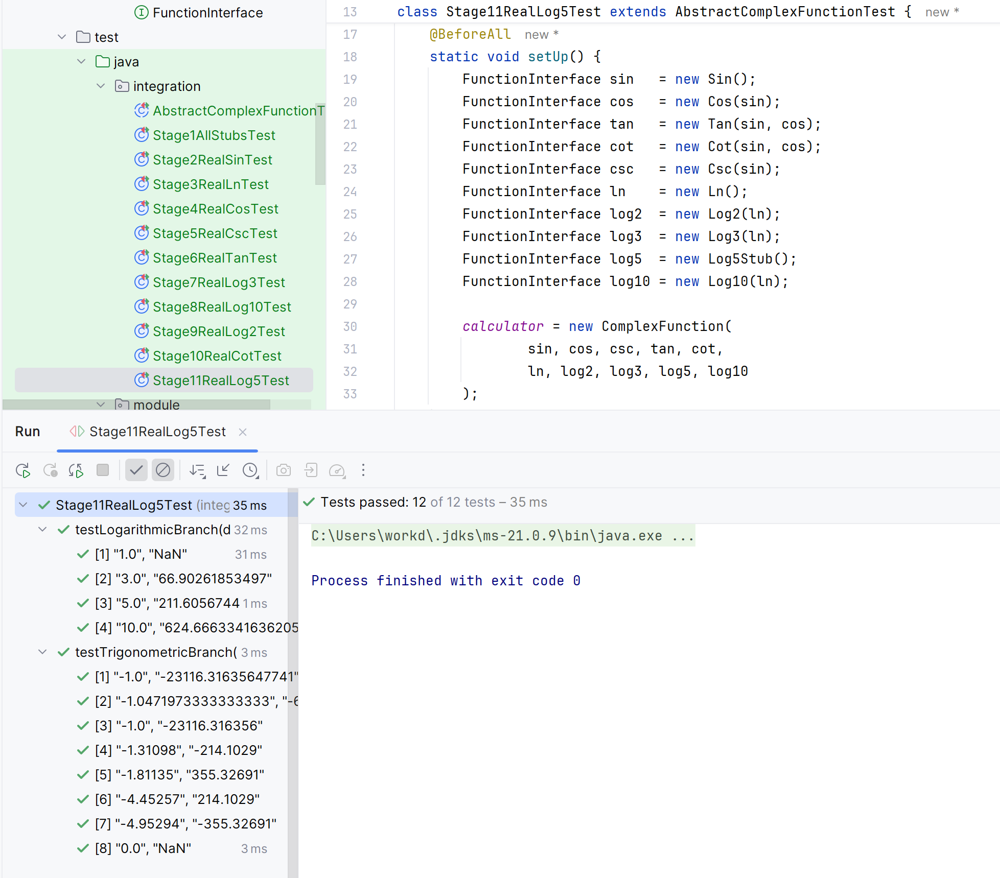 FunctionInterface
test
java
integration
AbstractComplexFunctionT
Stage1AllStubsTest
Stage2RealSinTest
Stage3RealLnTest
Stage4RealCosTest
Stage5RealCscTest
Stage6RealTanTest
Stage7RealLog3Test
Stage8RealLog10Test
Stage9RealLog2Test
Stage10RealCotTest
Stage11RealLog5Test
module
13 class Stage11RealLog5Test extends AbstractComplexFunctionTest { new *
17 @BeforeAll new *
18 static void setUp() {
19 FunctionInterface sin = new Sin();
20 FunctionInterface cos = new Cos(sin);
21 FunctionInterface tan = new Tan(sin, cos);
22 FunctionInterface cot = new Cot(sin, cos);
23 FunctionInterface csc = new Csc(sin);
24 FunctionInterface ln = new Ln();
25 FunctionInterface log2 = new Log2(ln);
26 FunctionInterface log3 = new Log3(ln);
27 FunctionInterface log5 = new Log5Stub();
28 FunctionInterface log10 = new Log10(ln);
29
30 calculator = new ComplexFunction(
31 sin, cos, csc, tan, cot,
32 ln, log2, log3, log5, log10
33 );
Run Stage11RealLog5Test
Stage11RealLog5Test (integ 35 ms
testLogarithmicBranch(d 32 ms
[1] "1.0", "NaN" 31 ms
[2] "3.0", "66.90261853497"
[3] "5.0", "211.6056744 1 ms
[4] "10.0", "624.6663341636205
testTrigonometricBranch( 3 ms
[1] "-1.0", "-23116.31635647741"
[2] "-1.0471973333333333", "-6
[3] "-1.0", "-23116.316356"
[4] "-1.31098", "-214.1029"
[5] "-1.81135", "355.32691"
[6] "-4.45257", "214.1029"
[7] "-4.95294", "-355.32691"
[8] "0.0", "NaN" 3 ms
Tests passed: 12 of 12 tests – 35 ms
C:\Users\workd\.jdks\ms-21.0.9\bin\java.exe ...
Process finished with exit code 0